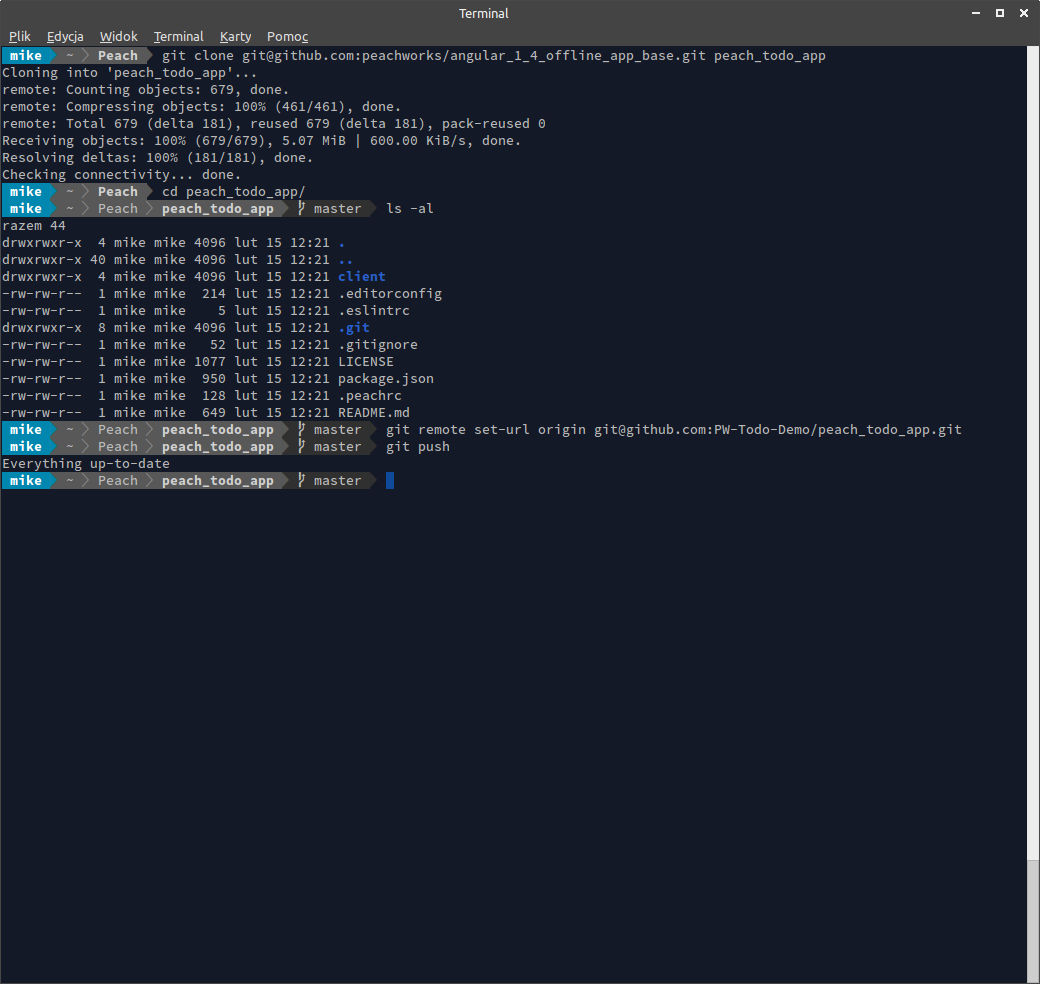 Terminal
Plik Edycja Widok Terminal Karty Pomoc
mike ~ Peach git clone git@github.com:peachworks/angular_1_4_offline_app_base.git peach_todo_app
Cloning into 'peach_todo_app'...
remote: Counting objects: 679, done.
remote: Compressing objects: 100% (461/461), done.
remote: Total 679 (delta 181), reused 679 (delta 181), pack-reused 0
Receiving objects: 100% (679/679), 5.07 MiB | 600.00 KiB/s, done.
Resolving deltas: 100% (181/181), done.
Checking connectivity... done.
mike ~ Peach cd peach_todo_app/
mike ~ Peach peach_todo_app master ls -al
razem 44
drwxrwxr-x  4 mike mike 4096 lut 15 12:21 .
drwxrwxr-x 40 mike mike 4096 lut 15 12:21 ..
drwxrwxr-x  4 mike mike 4096 lut 15 12:21 client
-rw-rw-r--  1 mike mike  214 lut 15 12:21 .editorconfig
-rw-rw-r--  1 mike mike    5 lut 15 12:21 .eslintrc
drwxrwxr-x  8 mike mike 4096 lut 15 12:21 .git
-rw-rw-r--  1 mike mike   52 lut 15 12:21 .gitignore
-rw-rw-r--  1 mike mike 1077 lut 15 12:21 LICENSE
-rw-rw-r--  1 mike mike  950 lut 15 12:21 package.json
-rw-rw-r--  1 mike mike  128 lut 15 12:21 .peachrc
-rw-rw-r--  1 mike mike  649 lut 15 12:21 README.md
mike ~ Peach peach_todo_app master git remote set-url origin git@github.com:PW-Todo-Demo/peach_todo_app.git
mike ~ Peach peach_todo_app master git push
Everything up-to-date
mike ~ Peach peach_todo_app master